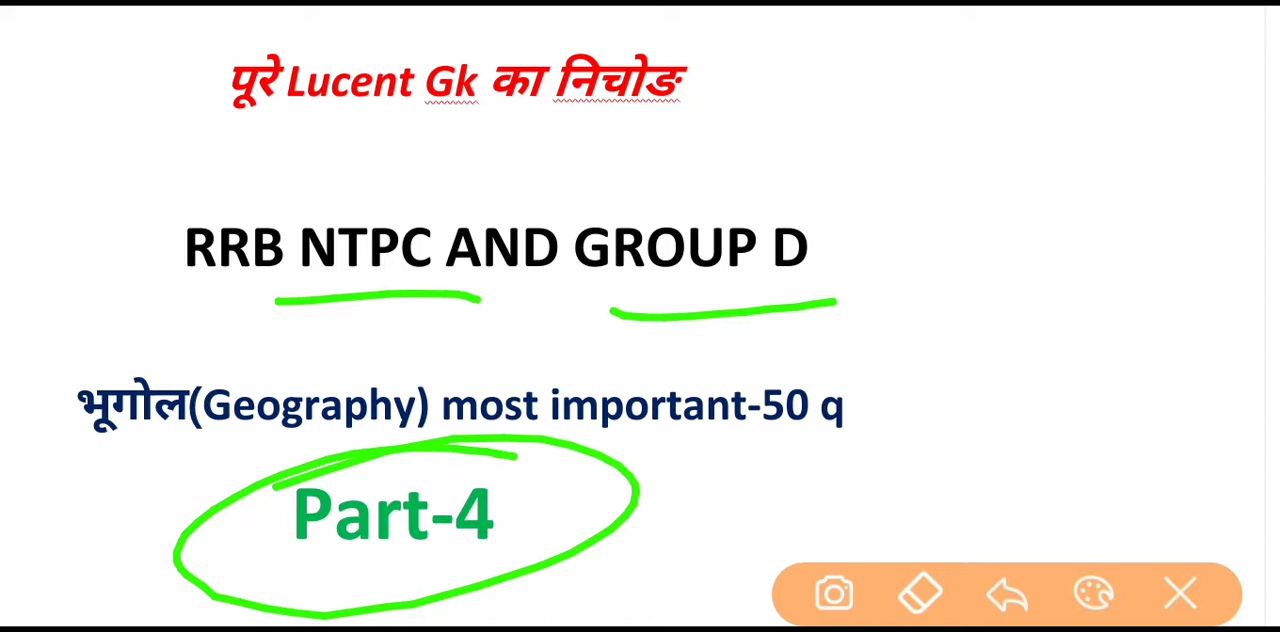 पूरे Lucent Gk का निचोङ
RRB NTPC AND GROUP D
भूगोल(Geography) most important-50 q
Part-4